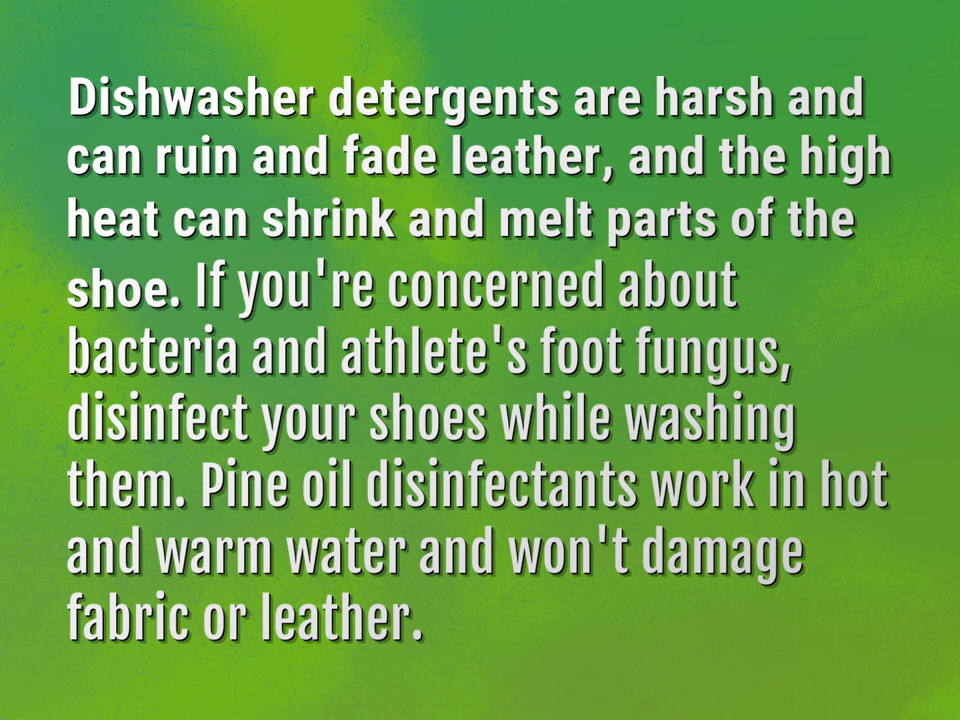 Dishwasher detergents are harsh and
can ruin and fade leather, and the high
heat can shrink and melt parts of the
shoe. If you're concerned about
bacteria and athlete's foot fungus,
disinfect your shoes while washing
them. Pine oil disinfectants work in hot
and warm water and won't damage
fabric or leather.